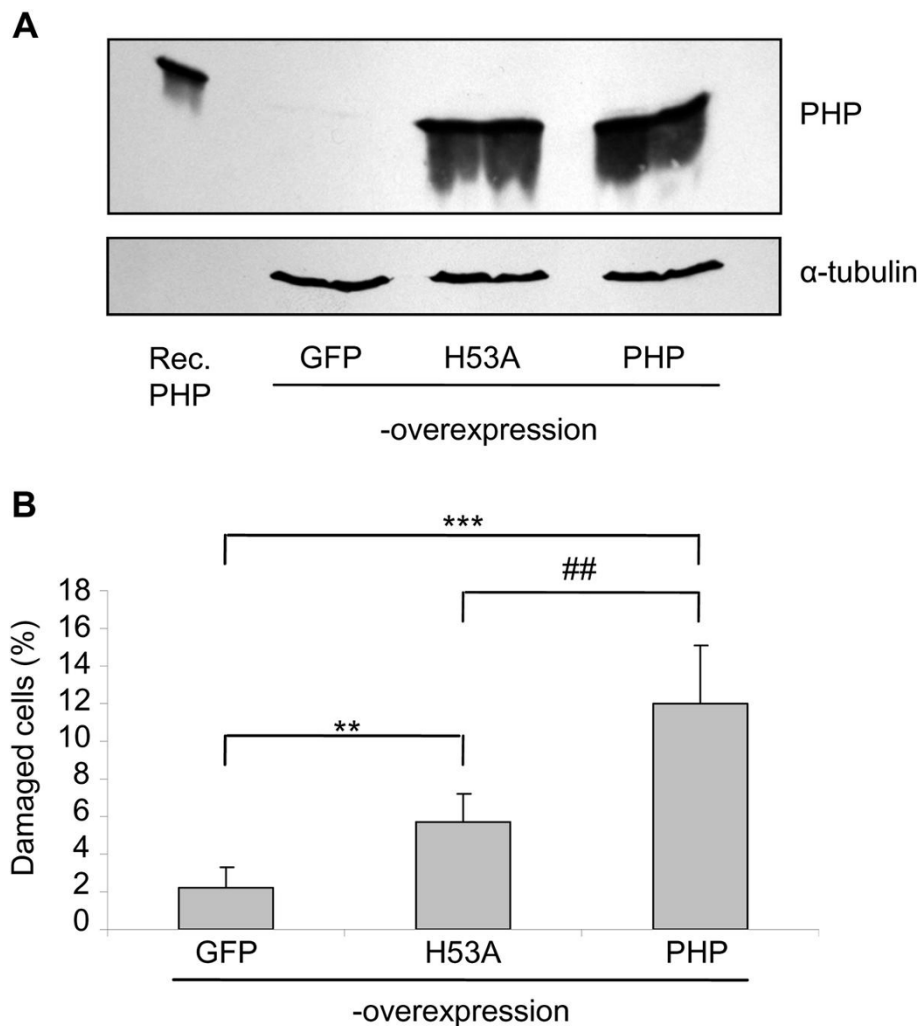 A
PHP
α-tubulin
Rec. PHP
GFP H53A PHP
-overexpression
B
***
##
**
Damaged cells (%)
18
16
14
12
10
8
6
4
2
0
GFP H53A PHP
-overexpression